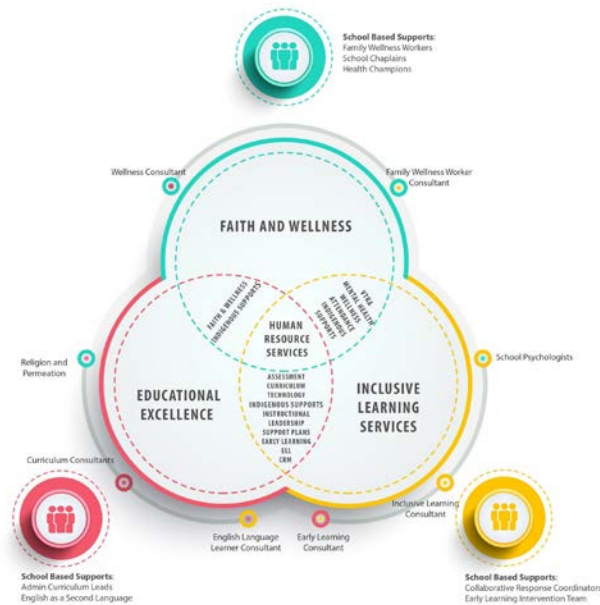 School Based Supports:
Family Wellness Workers
School Chaplains
Health Champions
Wellness Consultant
Family Wellness Worker
Consultant
FAITH AND WELLNESS
FAITH & WELLNESS
INDIGENOUS SUPPORTS
VTRA
MENTAL HEALTH
WELLNESS
ATTENDANCE
INDIGENOUS
SUPPORTS
HUMAN
RESOURCE
SERVICES
Religion and
Permeation
School Psychologists
EDUCATIONAL
EXCELLENCE
ASSESSMENT
CURRICULUM
TECHNOLOGY
INDIGENOUS SUPPORTS
INSTRUCTIONAL
LEADERSHIP
SUPPORT PLANS
EARLY LEARNING
ELL
CRM
INCLUSIVE
LEARNING
SERVICES
Curriculum Consultants
Inclusive Learning
Consultant
English Language
Learner Consultant
Early Learning
Consultant
School Based Supports:
Admin Curriculum Leads
English as a Second Language
School Based Supports:
Collaborative Response Coordinators
Early Learning Intervention Team